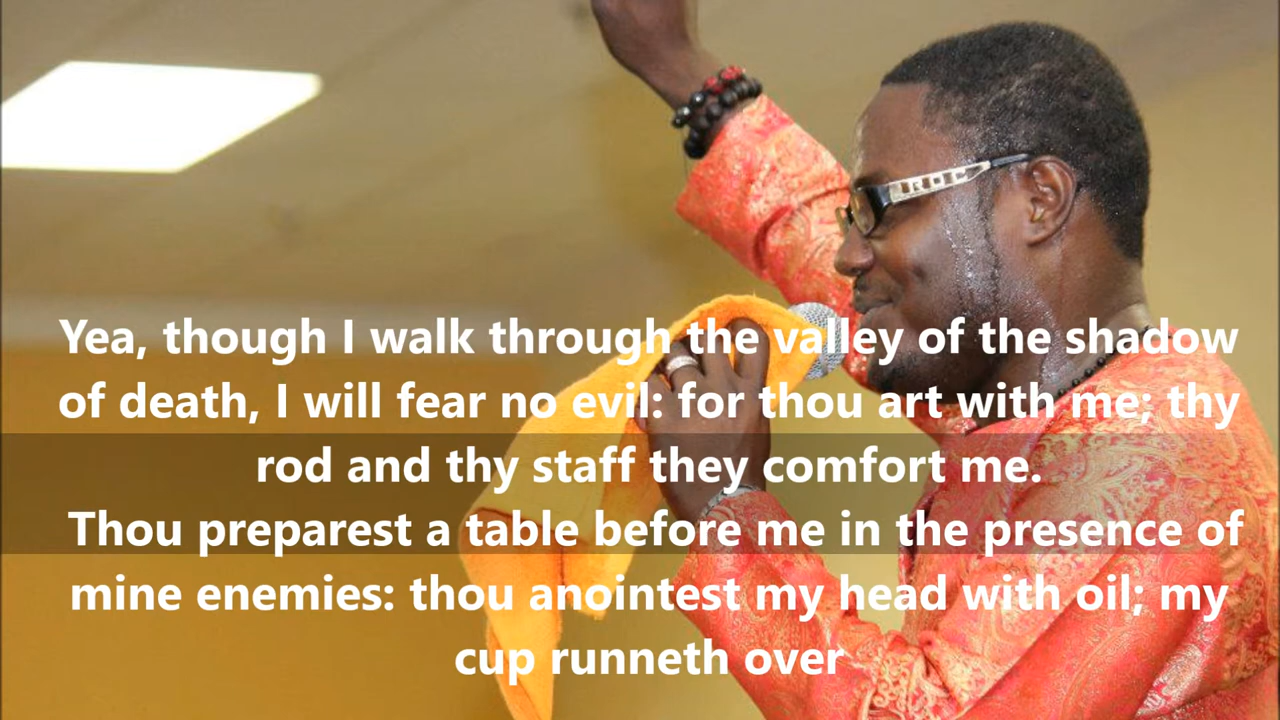 IROC
Yea, though I walk through the valley of the shadow
of death, I will fear no evil: for thou art with me; thy
rod and thy staff they comfort me.
Thou preparest a table before me in the presence of
mine enemies: thou anointest my head with oil; my
cup runneth over